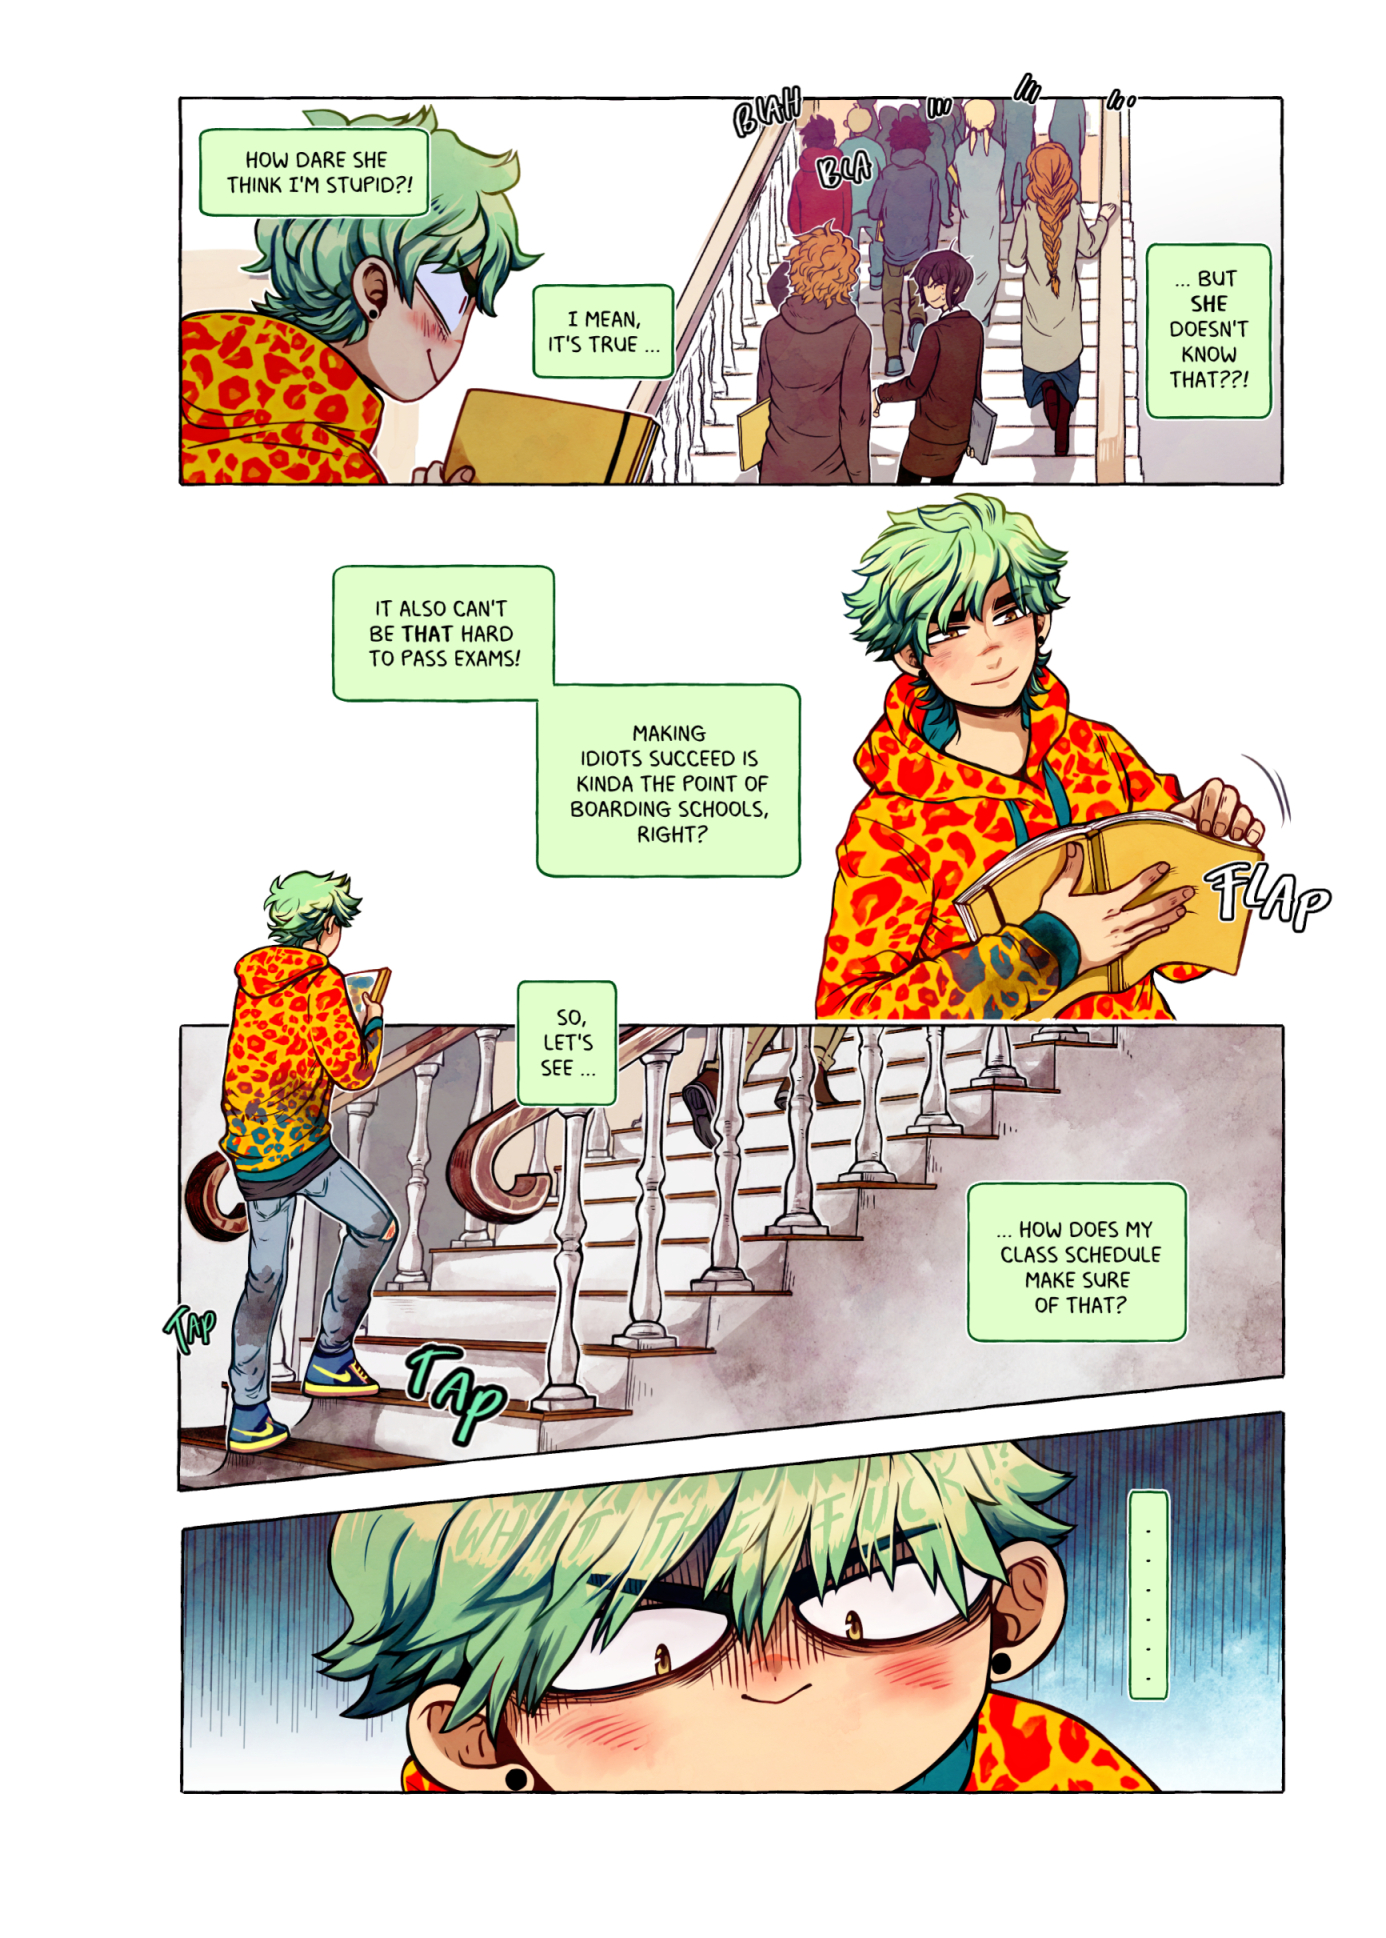 HOW DARE SHE
THINK I'M STUPID?!
BLAH
BLA
I MEAN,
IT'S TRUE ...
... BUT
SHE
DOESN'T
KNOW
THAT??!
IT ALSO CAN'T
BE THAT HARD
TO PASS EXAMS!
MAKING
IDIOTS SUCCEED IS
KINDA THE POINT OF
BOARDING SCHOOLS,
RIGHT?
FLAP
SO,
LET'S
SEE ...
... HOW DOES MY
CLASS SCHEDULE
MAKE SURE
OF THAT?
TAP
TAP
WHAT THE FUCK!?
......